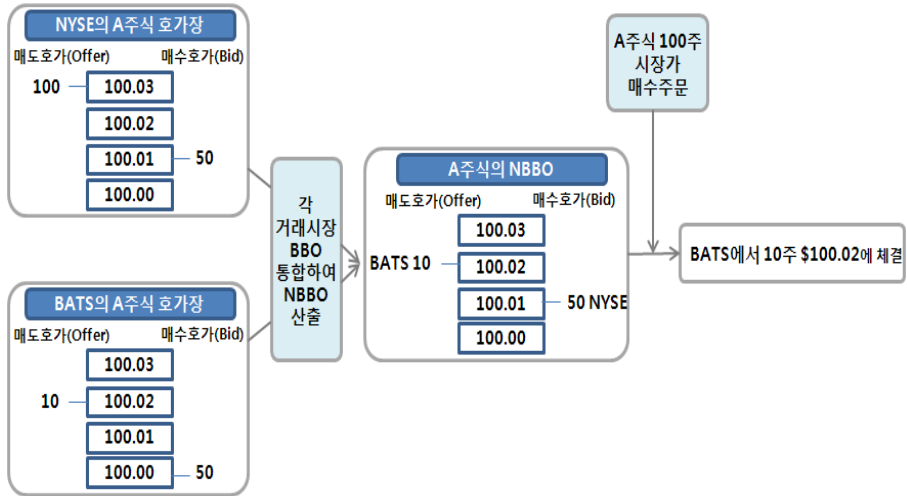 NYSE의 A주식 호가장
매도호가(Offer) 매수호가(Bid)
100 100.03
100.02
100.01 50
100.00
BATS의 A주식 호가장
매도호가(Offer) 매수호가(Bid)
100.03
10 100.02
100.01
100.00 50
각
거래시장
BBO
통합하여
NBBO
산출
A주식의 NBBO
매도호가(Offer) 매수호가(Bid)
100.03
BATS 10 100.02
100.01 50 NYSE
100.00
A주식 100주
시장가
매수주문
BATS에서 10주 $100.02에 체결